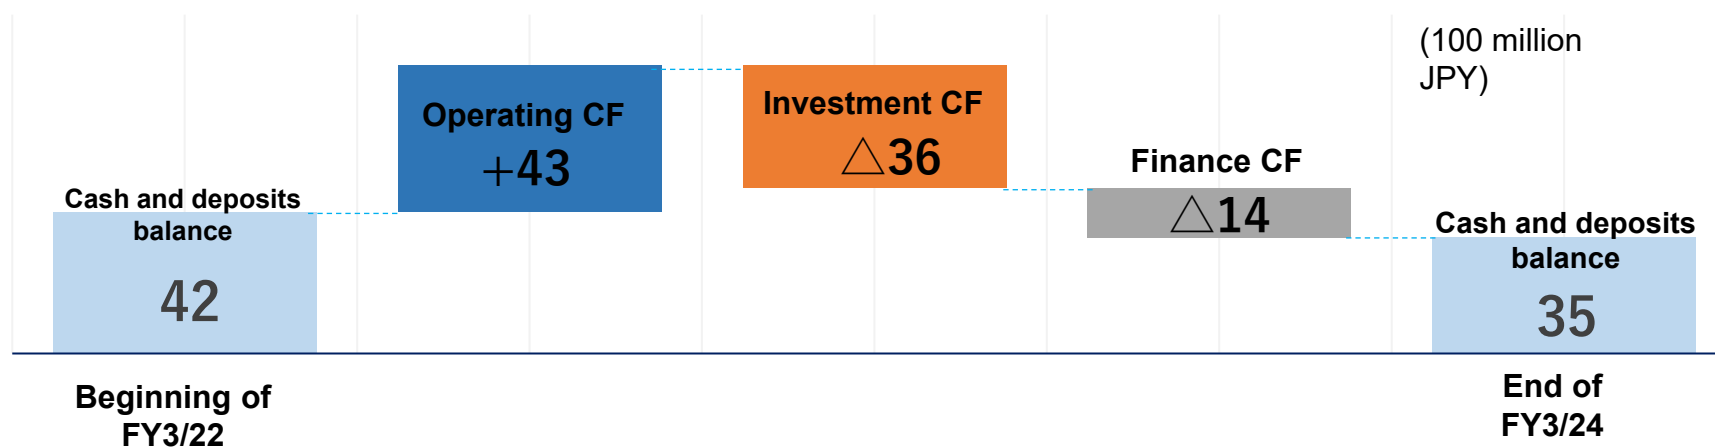 (100 million
JPY)
Cash and deposits
balance
42
Operating CF
+43
Investment CF
△36
Finance CF
△14
Cash and deposits
balance
35
Beginning of
FY3/22
End of
FY3/24